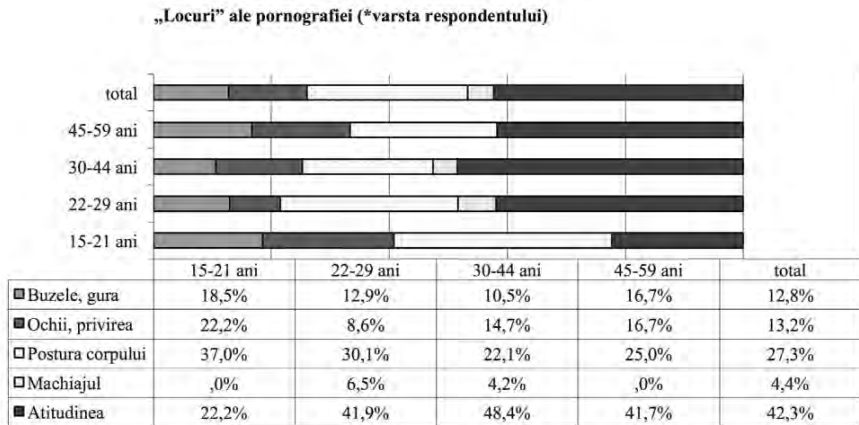 „Locuri” ale pornografiei (*varsta respondentului)
total
45-59 ani
30-44 ani
22-29 ani
15-21 ani
15-21 ani 22-29 ani 30-44 ani 45-59 ani total
Buzele, gura 18,5% 12,9% 10,5% 16,7% 12,8%
Ochii, privirea 22,2% 8,6% 14,7% 16,7% 13,2%
Postura corpului 37,0% 30,1% 22,1% 25,0% 27,3%
Machiajul ,0% 6,5% 4,2% ,0% 4,4%
Atitudinea 22,2% 41,9% 48,4% 41,7% 42,3%